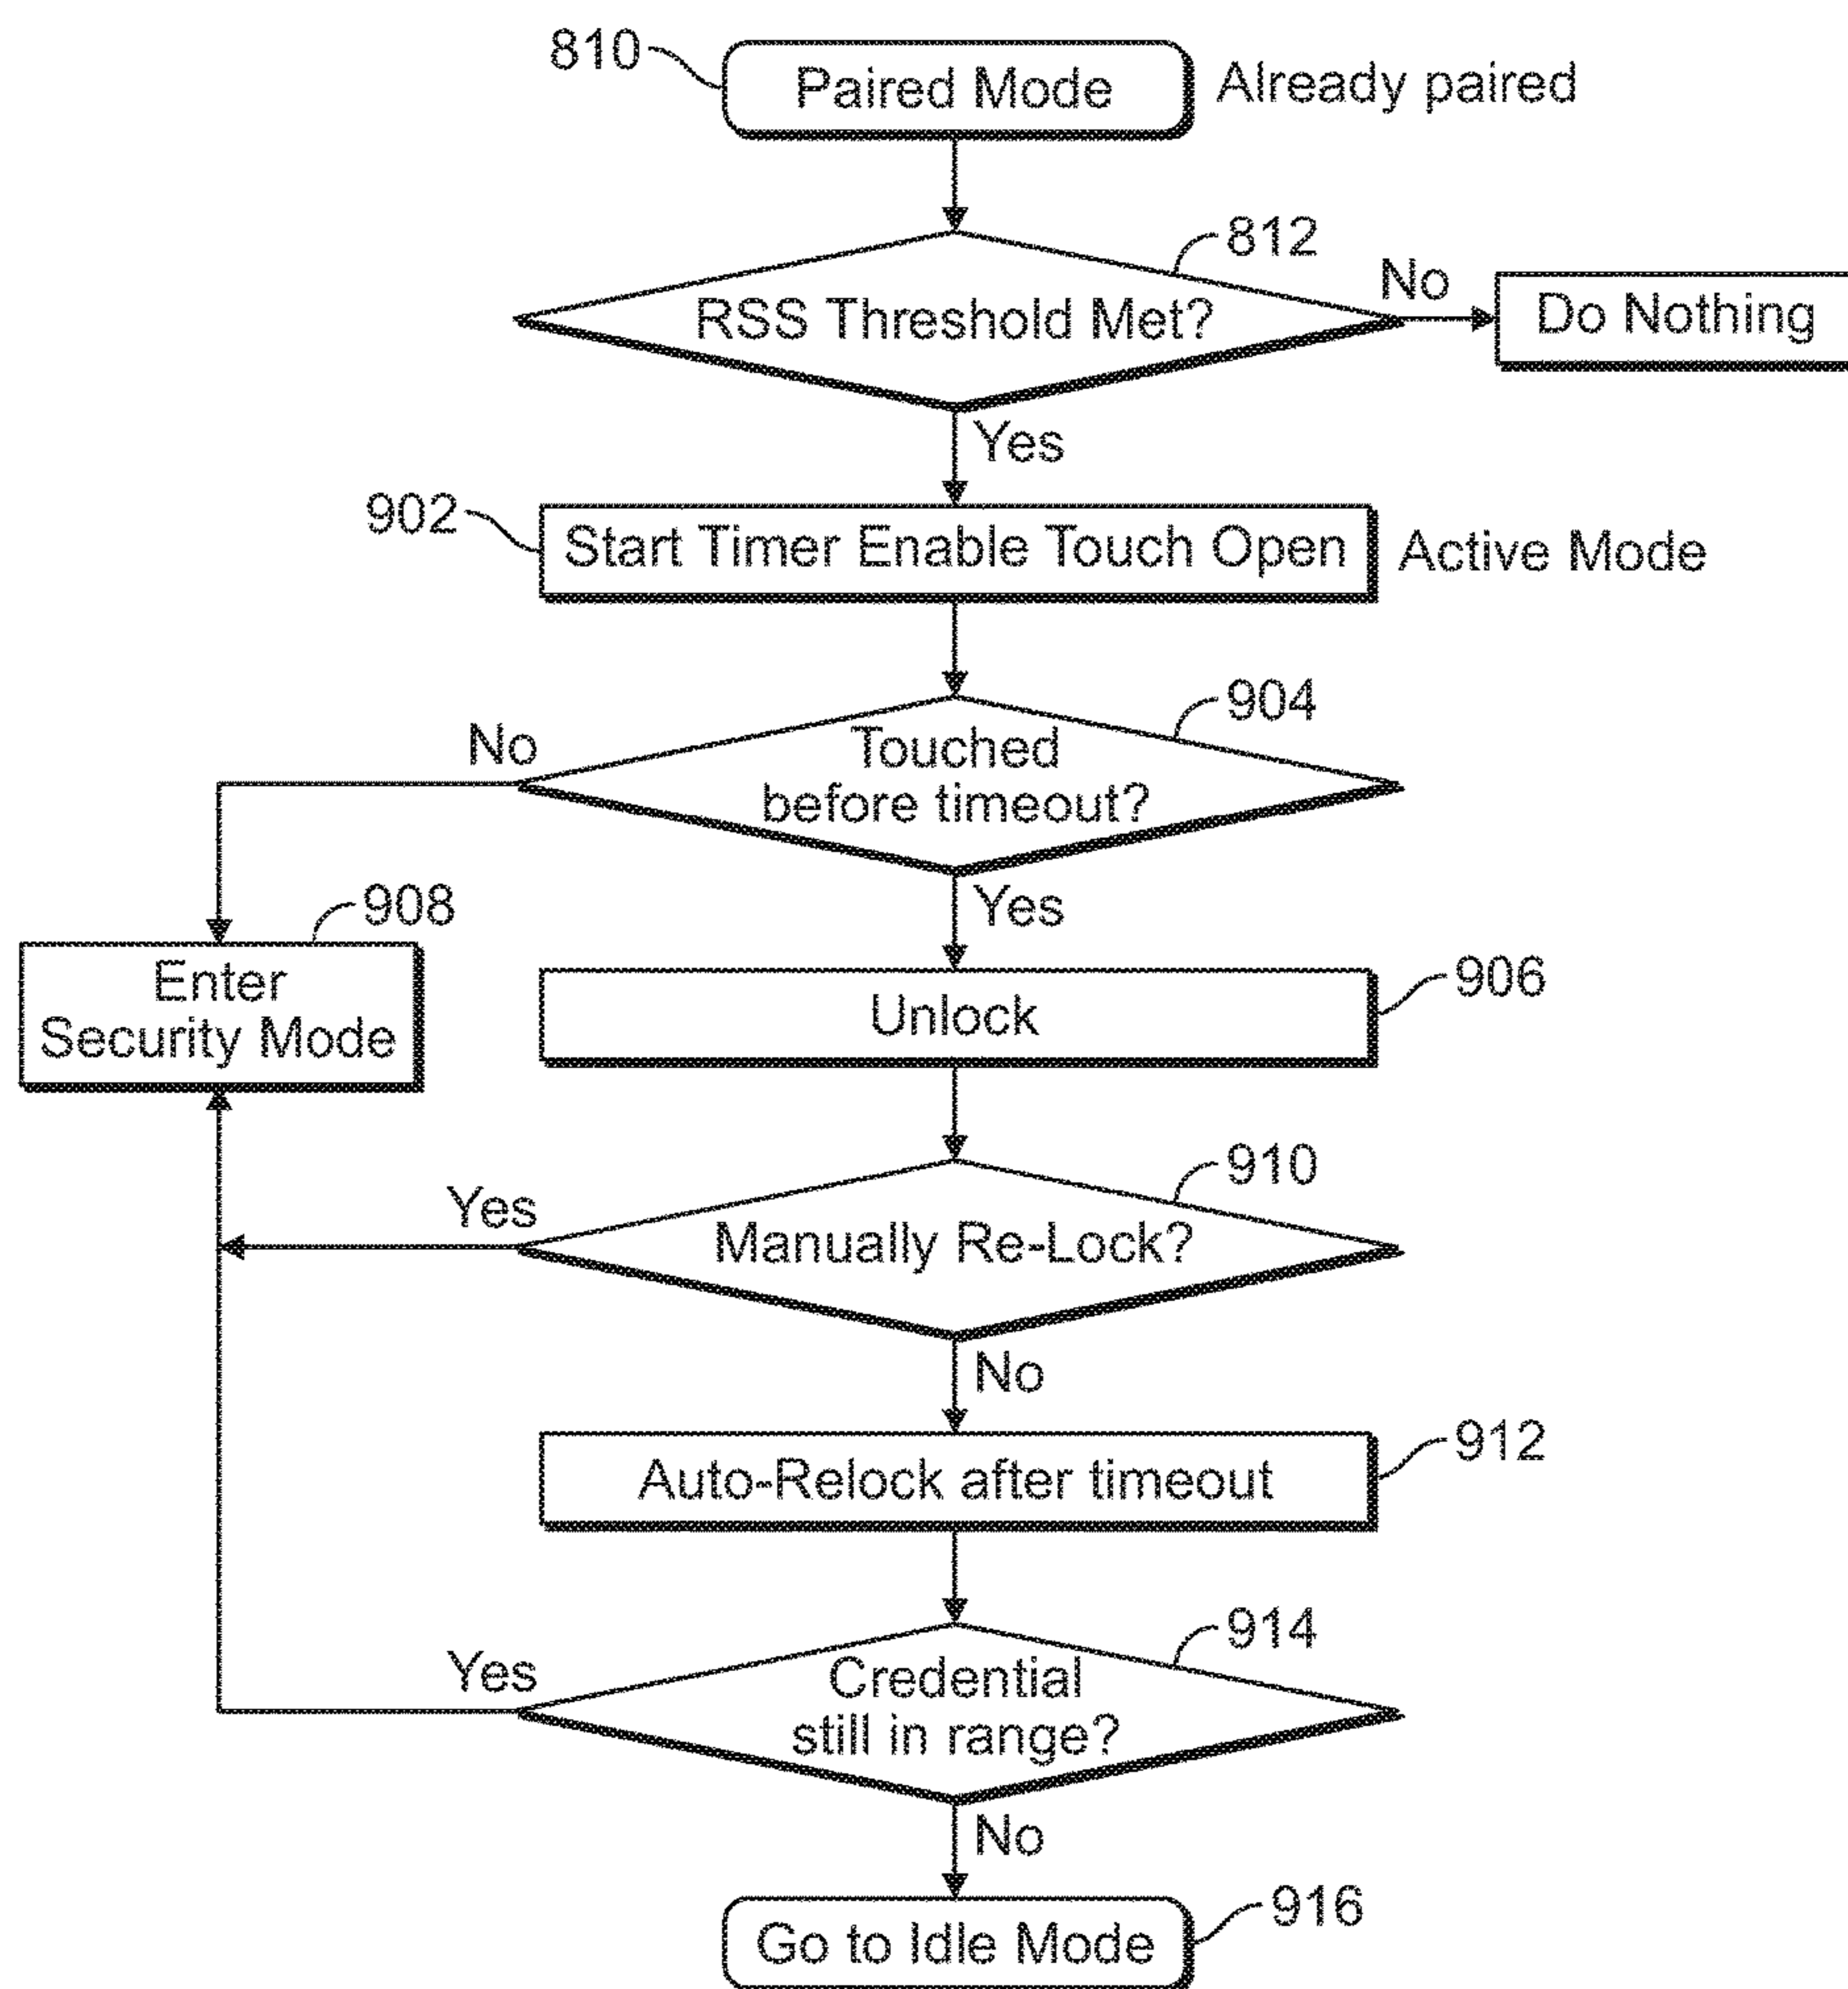 810
Paired Mode
Already paired
812
RSS Threshold Met?
No
Do Nothing
Yes
902
Start Timer Enable Touch Open
Active Mode
904
No
Touched
before timeout?
Yes
908
Enter
Security Mode
906
Unlock
910
Yes
Manually Re-Lock?
No
912
Auto-Relock after timeout
914
Yes
Credential
still in range?
No
916
Go to Idle Mode